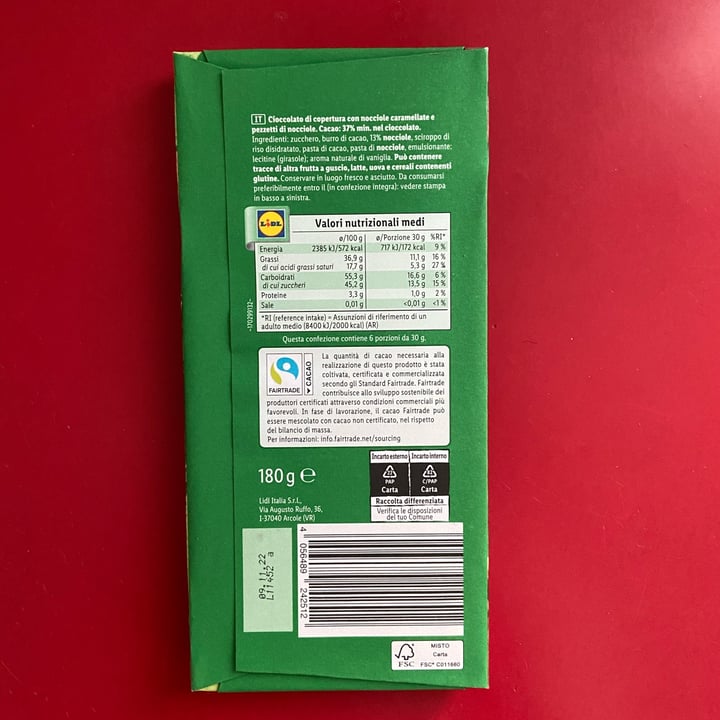 IT Cioccolato di copertura con nocciole caramellate e
pezzetti di nocciole. Cacao: 37% min. nel cioccolato.
Ingredienti: zucchero, burro di cacao, 13% nocciole, sciroppo di
riso disidratato, pasta di cacao, pasta di nocciole, emulsionante:
lecitine (girasole); aroma naturale di vaniglia. Può contenere
tracce di altra frutta a guscio, latte, uova e cereali contenenti
glutine. Conservare in luogo fresco e asciutto. Da consumarsi
preferibilmente entro il (in confezione integra): vedere stampa
in basso a sinistra.
LIDL
Valori nutrizionali medi
ø/100 g ø/Porzione 30 g %RI*
Energia 2385 kJ/572 kcal 717 kJ/172 kcal 9 %
Grassi 36,9 g 11,1 g 16 %
di cui acidi grassi saturi 17,7 g 5,3 g 27 %
Carboidrati 55,3 g 16,6 g 6 %
di cui zuccheri 45,2 g 13,5 g 15 %
Proteine 3,3 g 1,0 g 2 %
Sale 0,01 g <0,01 g <1 %
*RI (reference intake) = Assunzioni di riferimento di un
adulto medio (8400 kJ/2000 kcal) (AR)
Questa confezione contiene 6 porzioni da 30 g.
FAIRTRADE
CACAO
La quantità di cacao necessaria alla
realizzazione di questo prodotto è stata
coltivata, certificata e commercializzata
secondo gli Standard Fairtrade. Fairtrade
contribuisce allo sviluppo sostenibile dei
produttori certificati attraverso condizioni commerciali più
favorevoli. In fase di lavorazione, il cacao Fairtrade può
essere mescolato con cacao non certificato, nel rispetto
del bilancio di massa.
Per informazioni: info.fairtrade.net/sourcing
180 g e
Lidl Italia S.r.l.,
Via Augusto Ruffo, 36,
I-37040 Arcole (VR)
Incarto esterno Incarto interno
PAP C/PAP
Carta Carta
Raccolta differenziata
Verifica le disposizioni
del tuo Comune
09.11.22
L11452 a
4 056489 242512
FSC
MISTO
Carta
FSC® C011660